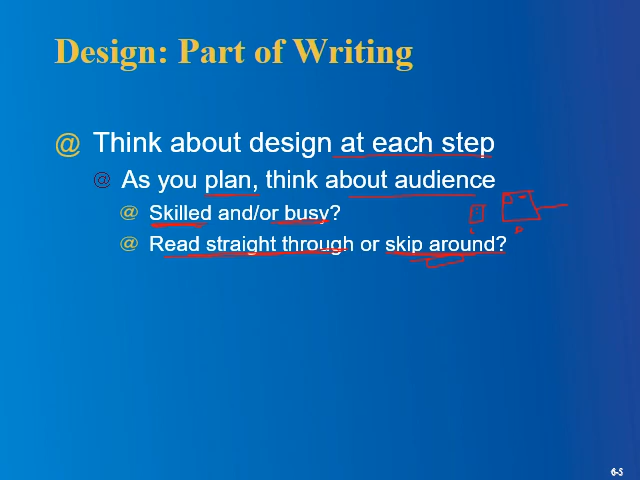 Design: Part of Writing
@ Think about design at each step
@ As you plan, think about audience
@ Skilled and/or busy?
@ Read straight through or skip around?
6-5